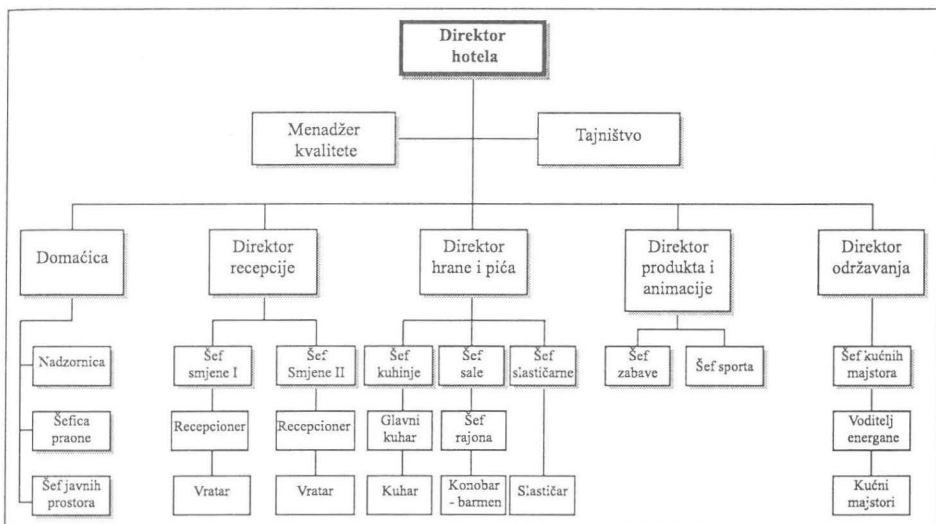 Direktor
hotela
Menadžer
kvalitete
Tajništvo
Domaćica
Direktor
recepcije
Direktor
hrane i pića
Direktor
produkta i
animacije
Direktor
održavanja
Nadzornica
Šef
smjene I
Šef
Smjene II
Šef
kuhinje
Šef
sale
Šef
slastičarne
Šef
zabave
Šef sporta
Šef kućnih
majstora
Šefica
praone
Recepcioner
Recepcioner
Glavni
kuhar
Šef
rajona
Voditelj
energane
Šef javnih
prostora
Vratar
Vratar
Kuhar
Konobar
- barmen
Slastičar
Kućni
majstori